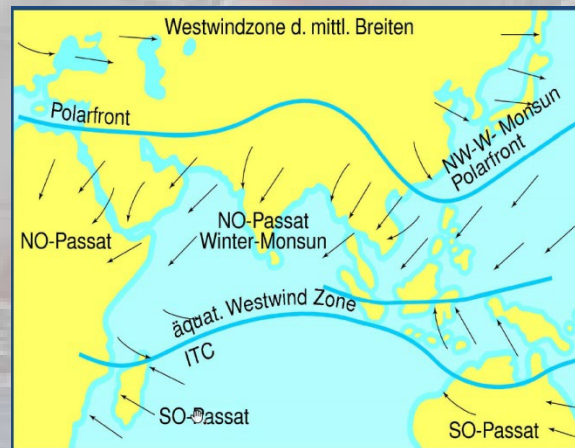 Westwindzone d. mittl. Breiten
Polarfront
NW-W- Monsun
Polarfront
NO-Passat
NO-Passat
Winter-Monsun
äquat. Westwind Zone
ITC
SO-Passat
SO-Passat